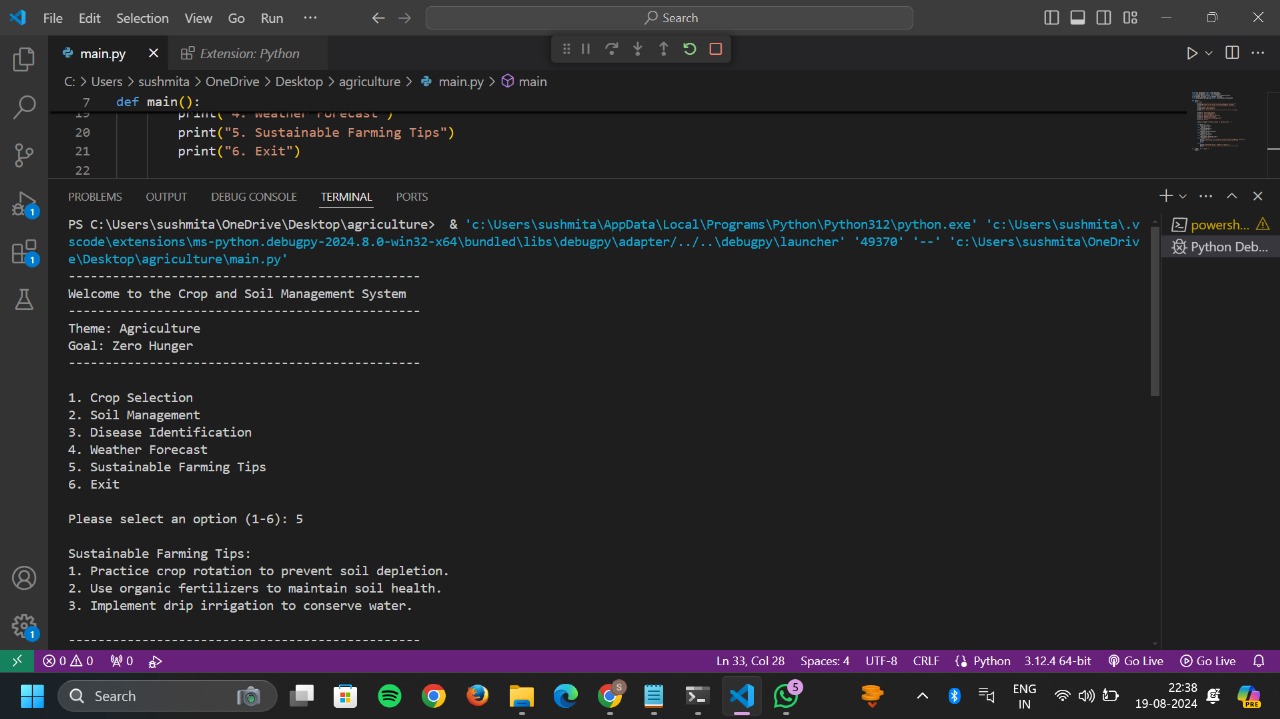 File Edit Selection View Go Run ··· Search
main.py Extension: Python
C: > Users > sushmita > OneDrive > Desktop > agriculture > main.py > main
7 def main():
19 print("4. Weather Forecast")
20 print("5. Sustainable Farming Tips")
21 print("6. Exit")
22
PROBLEMS OUTPUT DEBUG CONSOLE TERMINAL PORTS
PS C:\Users\sushmita\OneDrive\Desktop\agriculture> & 'c:\Users\sushmita\AppData\Local\Programs\Python\Python312\python.exe' 'c:\Users\sushmita\.v
scode\extensions\ms-python.debugpy-2024.8.0-win32-x64\bundled\libs\debugpy\adapter/../..\debugpy\launcher' '49370' '--' 'c:\Users\sushmita\OneDriv
e\Desktop\agriculture\main.py'
powersh...
Python Deb...
------------------------------------------------
Welcome to the Crop and Soil Management System
------------------------------------------------
Theme: Agriculture
Goal: Zero Hunger
------------------------------------------------
1. Crop Selection
2. Soil Management
3. Disease Identification
4. Weather Forecast
5. Sustainable Farming Tips
6. Exit
Please select an option (1-6): 5
Sustainable Farming Tips:
1. Practice crop rotation to prevent soil depletion.
2. Use organic fertilizers to maintain soil health.
3. Implement drip irrigation to conserve water.
------------------------------------------------
1
1
1
0 0 0 Ln 33, Col 28 Spaces: 4 UTF-8 CRLF Python 3.12.4 64-bit Go Live Go Live
Search S 5 ENG IN 22:38 19-08-2024 PRE